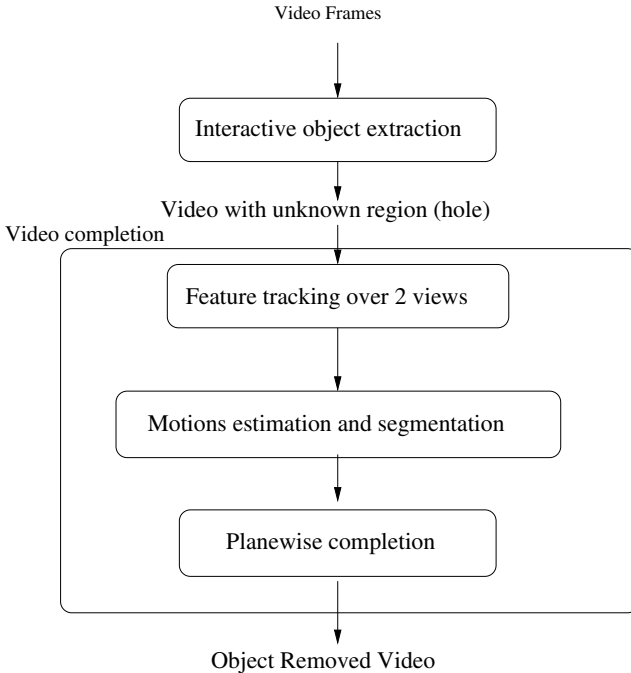 Video Frames
Interactive object extraction
Video with unknown region (hole)
Video completion
Feature tracking over 2 views
Motions estimation and segmentation
Planewise completion
Object Removed Video